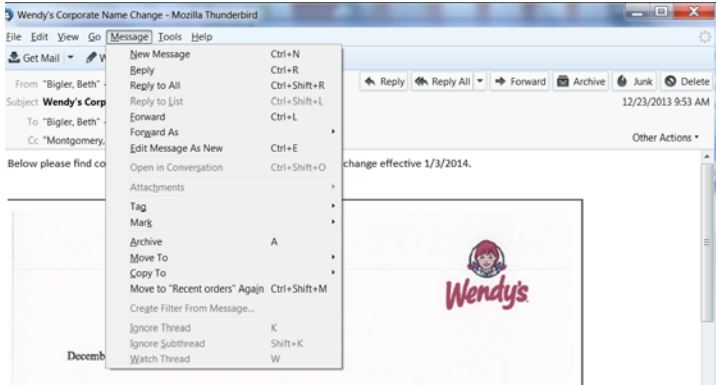 Wendy's Corporate Name Change - Mozilla Thunderbird
File Edit View Go Message Tools Help
Get Mail
From "Bigler, Beth"
Reply Reply All Forward Archive Junk Delete
Subject Wendy's Corp
12/23/2013 9:53 AM
To "Bigler, Beth"
Cc "Montgomery,
Other Actions
Below please find co
change effective 1/3/2014.
New Message Ctrl+N
Reply Ctrl+R
Reply to All Ctrl+Shift+R
Reply to List Ctrl+Shift+L
Forward Ctrl+L
Forward As
Edit Message As New Ctrl+E
Open in Conversation Ctrl+Shift+O
Attachments
Tag
Mark
Archive A
Move To
Copy To
Move to "Recent orders" Again Ctrl+Shift+M
Create Filter From Message...
Ignore Thread K
Ignore Subthread Shift+K
Watch Thread W
Wendy's
Decemb